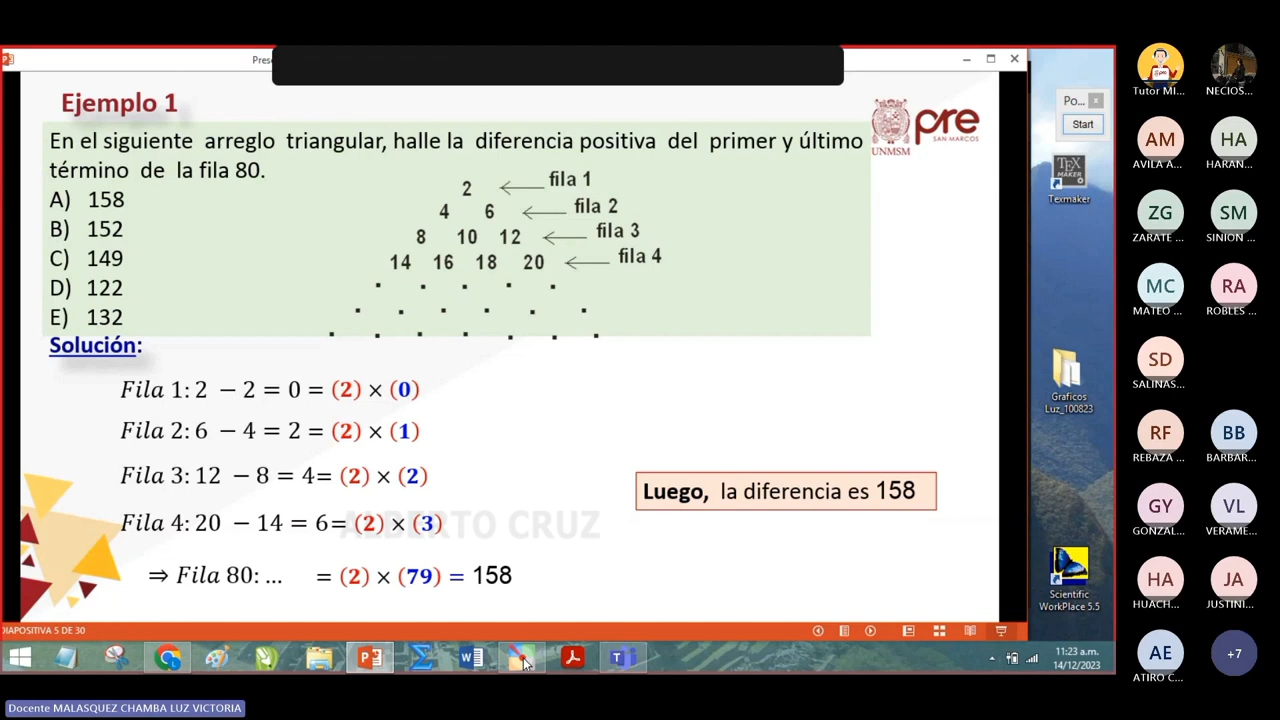 Prese
Ejemplo 1
pre
SAN MARCOS
UNMSM
En el siguiente arreglo triangular, halle la diferencia positiva del primer y último
término de la fila 80.
A) 158
B) 152
C) 149
D) 122
E) 132
2 fila 1
4 6 fila 2
8 10 12 fila 3
14 16 18 20 fila 4
Solución:
Fila 1: 2 − 2 = 0 = (2) × (0)
Fila 2: 6 − 4 = 2 = (2) × (1)
Fila 3: 12 − 8 = 4= (2) × (2)
Fila 4: 20 − 14 = 6= (2) × (3)
⇒ Fila 80: ... = (2) × (79) = 158
Luego, la diferencia es 158
ALBERTO CRUZ
DIAPOSITIVA 5 DE 30
Po... x
Start
TEX
MAKER
Texmaker
Graficos
Luz_100823
Scientific
WorkPlace 5.5
11:23 a.m.
14/12/2023
Tutor MI...
NECIOS...
AM
AVILA A...
HA
HARAN...
ZG
ZARATE ...
SM
SINION ...
MC
MATEO ...
RA
ROBLES ...
SD
SALINAS...
RF
REBAZA ...
BB
BARBAR...
GY
GONZAL...
VL
VERAME...
HA
HUACH...
JA
JUSTINI...
AE
ATIRO C...
+7
Docente MALASQUEZ CHAMBA LUZ VICTORIA